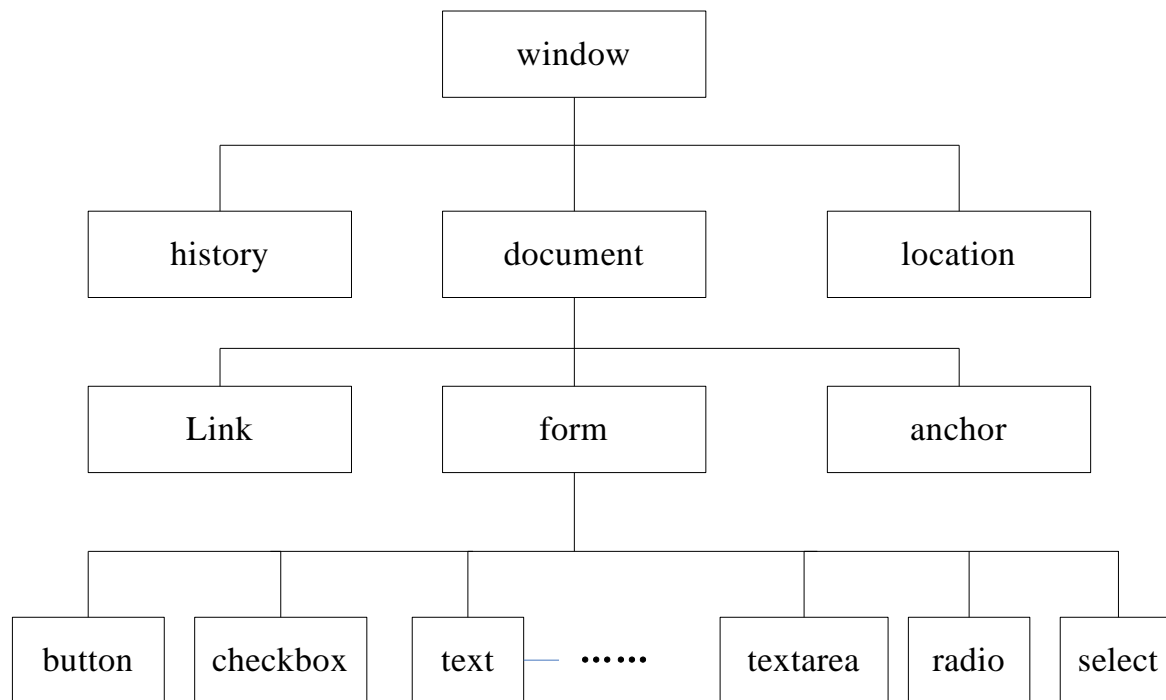 window
history
document
location
Link
form
anchor
button
checkbox
text
……
textarea
radio
select